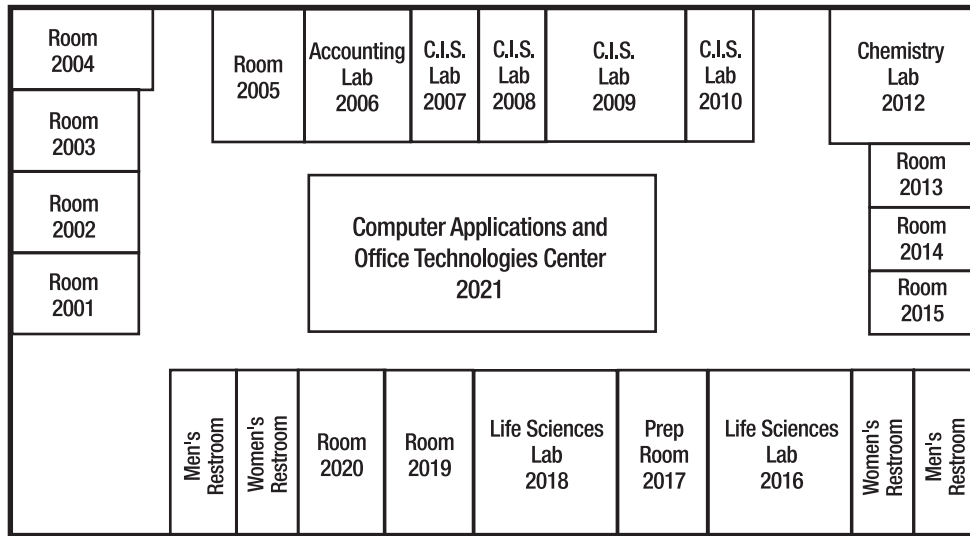 Room
2004
Room
2005
Accounting
Lab
2006
C.I.S.
Lab
2007
C.I.S.
Lab
2008
C.I.S.
Lab
2009
C.I.S.
Lab
2010
Chemistry
Lab
2012
Room
2003
Room
2002
Room
2001
Computer Applications and
Office Technologies Center
2021
Room
2013
Room
2014
Room
2015
Men's
Restroom
Women's
Restroom
Room
2020
Room
2019
Life Sciences
Lab
2018
Prep
Room
2017
Life Sciences
Lab
2016
Women's
Restroom
Men's
Restroom